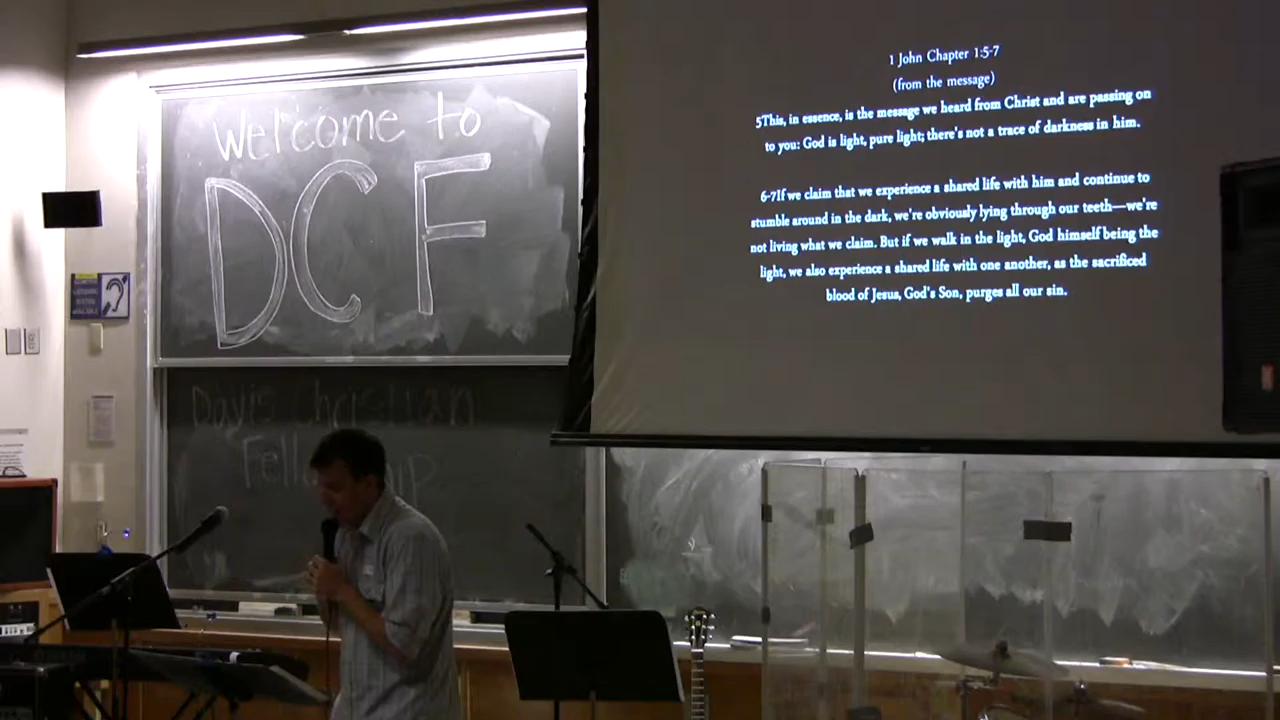 Welcome to
DCF
Davis Christian
Fellowship
1 John Chapter 1:5-7
(from the message)
5This, in essence, is the message we heard from Christ and are passing on
to you: God is light, pure light; there's not a trace of darkness in him.
6-7If we claim that we experience a shared life with him and continue to
stumble around in the dark, we're obviously lying through our teeth—we're
not living what we claim. But if we walk in the light, God himself being the
light, we also experience a shared life with one another, as the sacrificed
blood of Jesus, God's Son, purges all our sin.